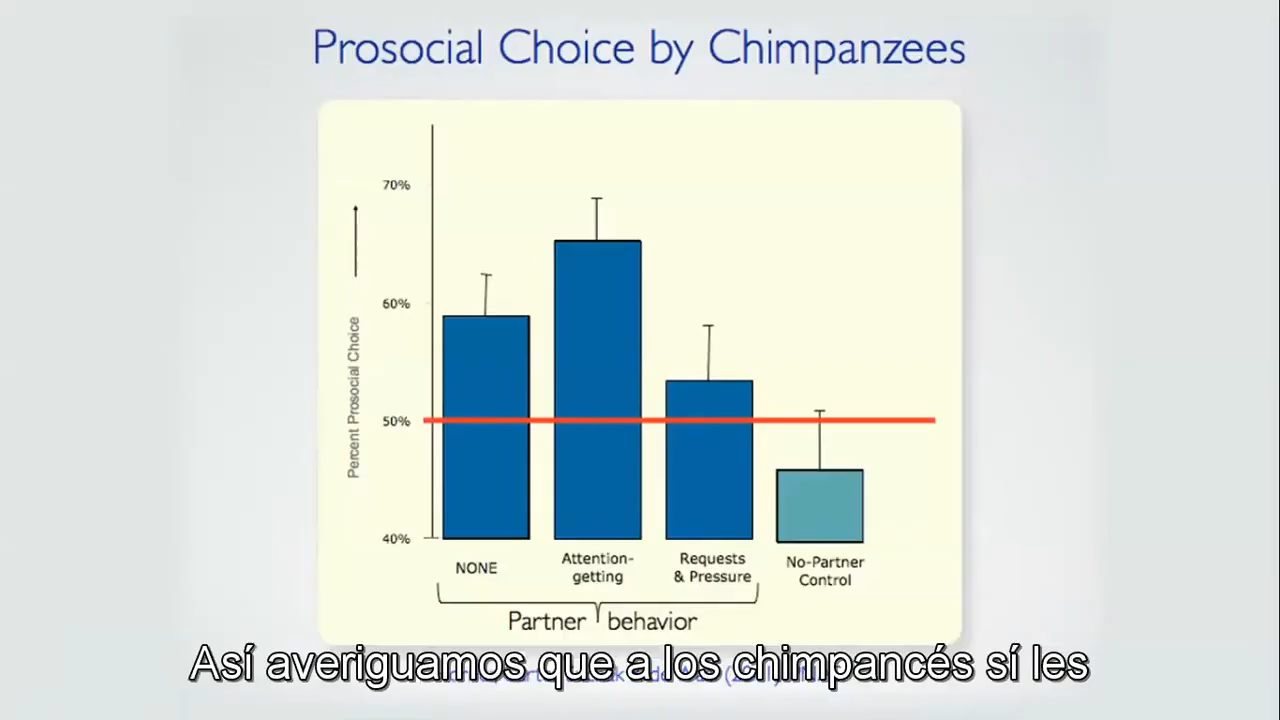 Prosocial Choice by Chimpanzees
Percent Prosocial Choice
70%
60%
50%
40%
NONE
Attention-
getting
Requests
& Pressure
No-Partner
Control
Partner behavior
Así averiguamos que a los chimpancés sí les